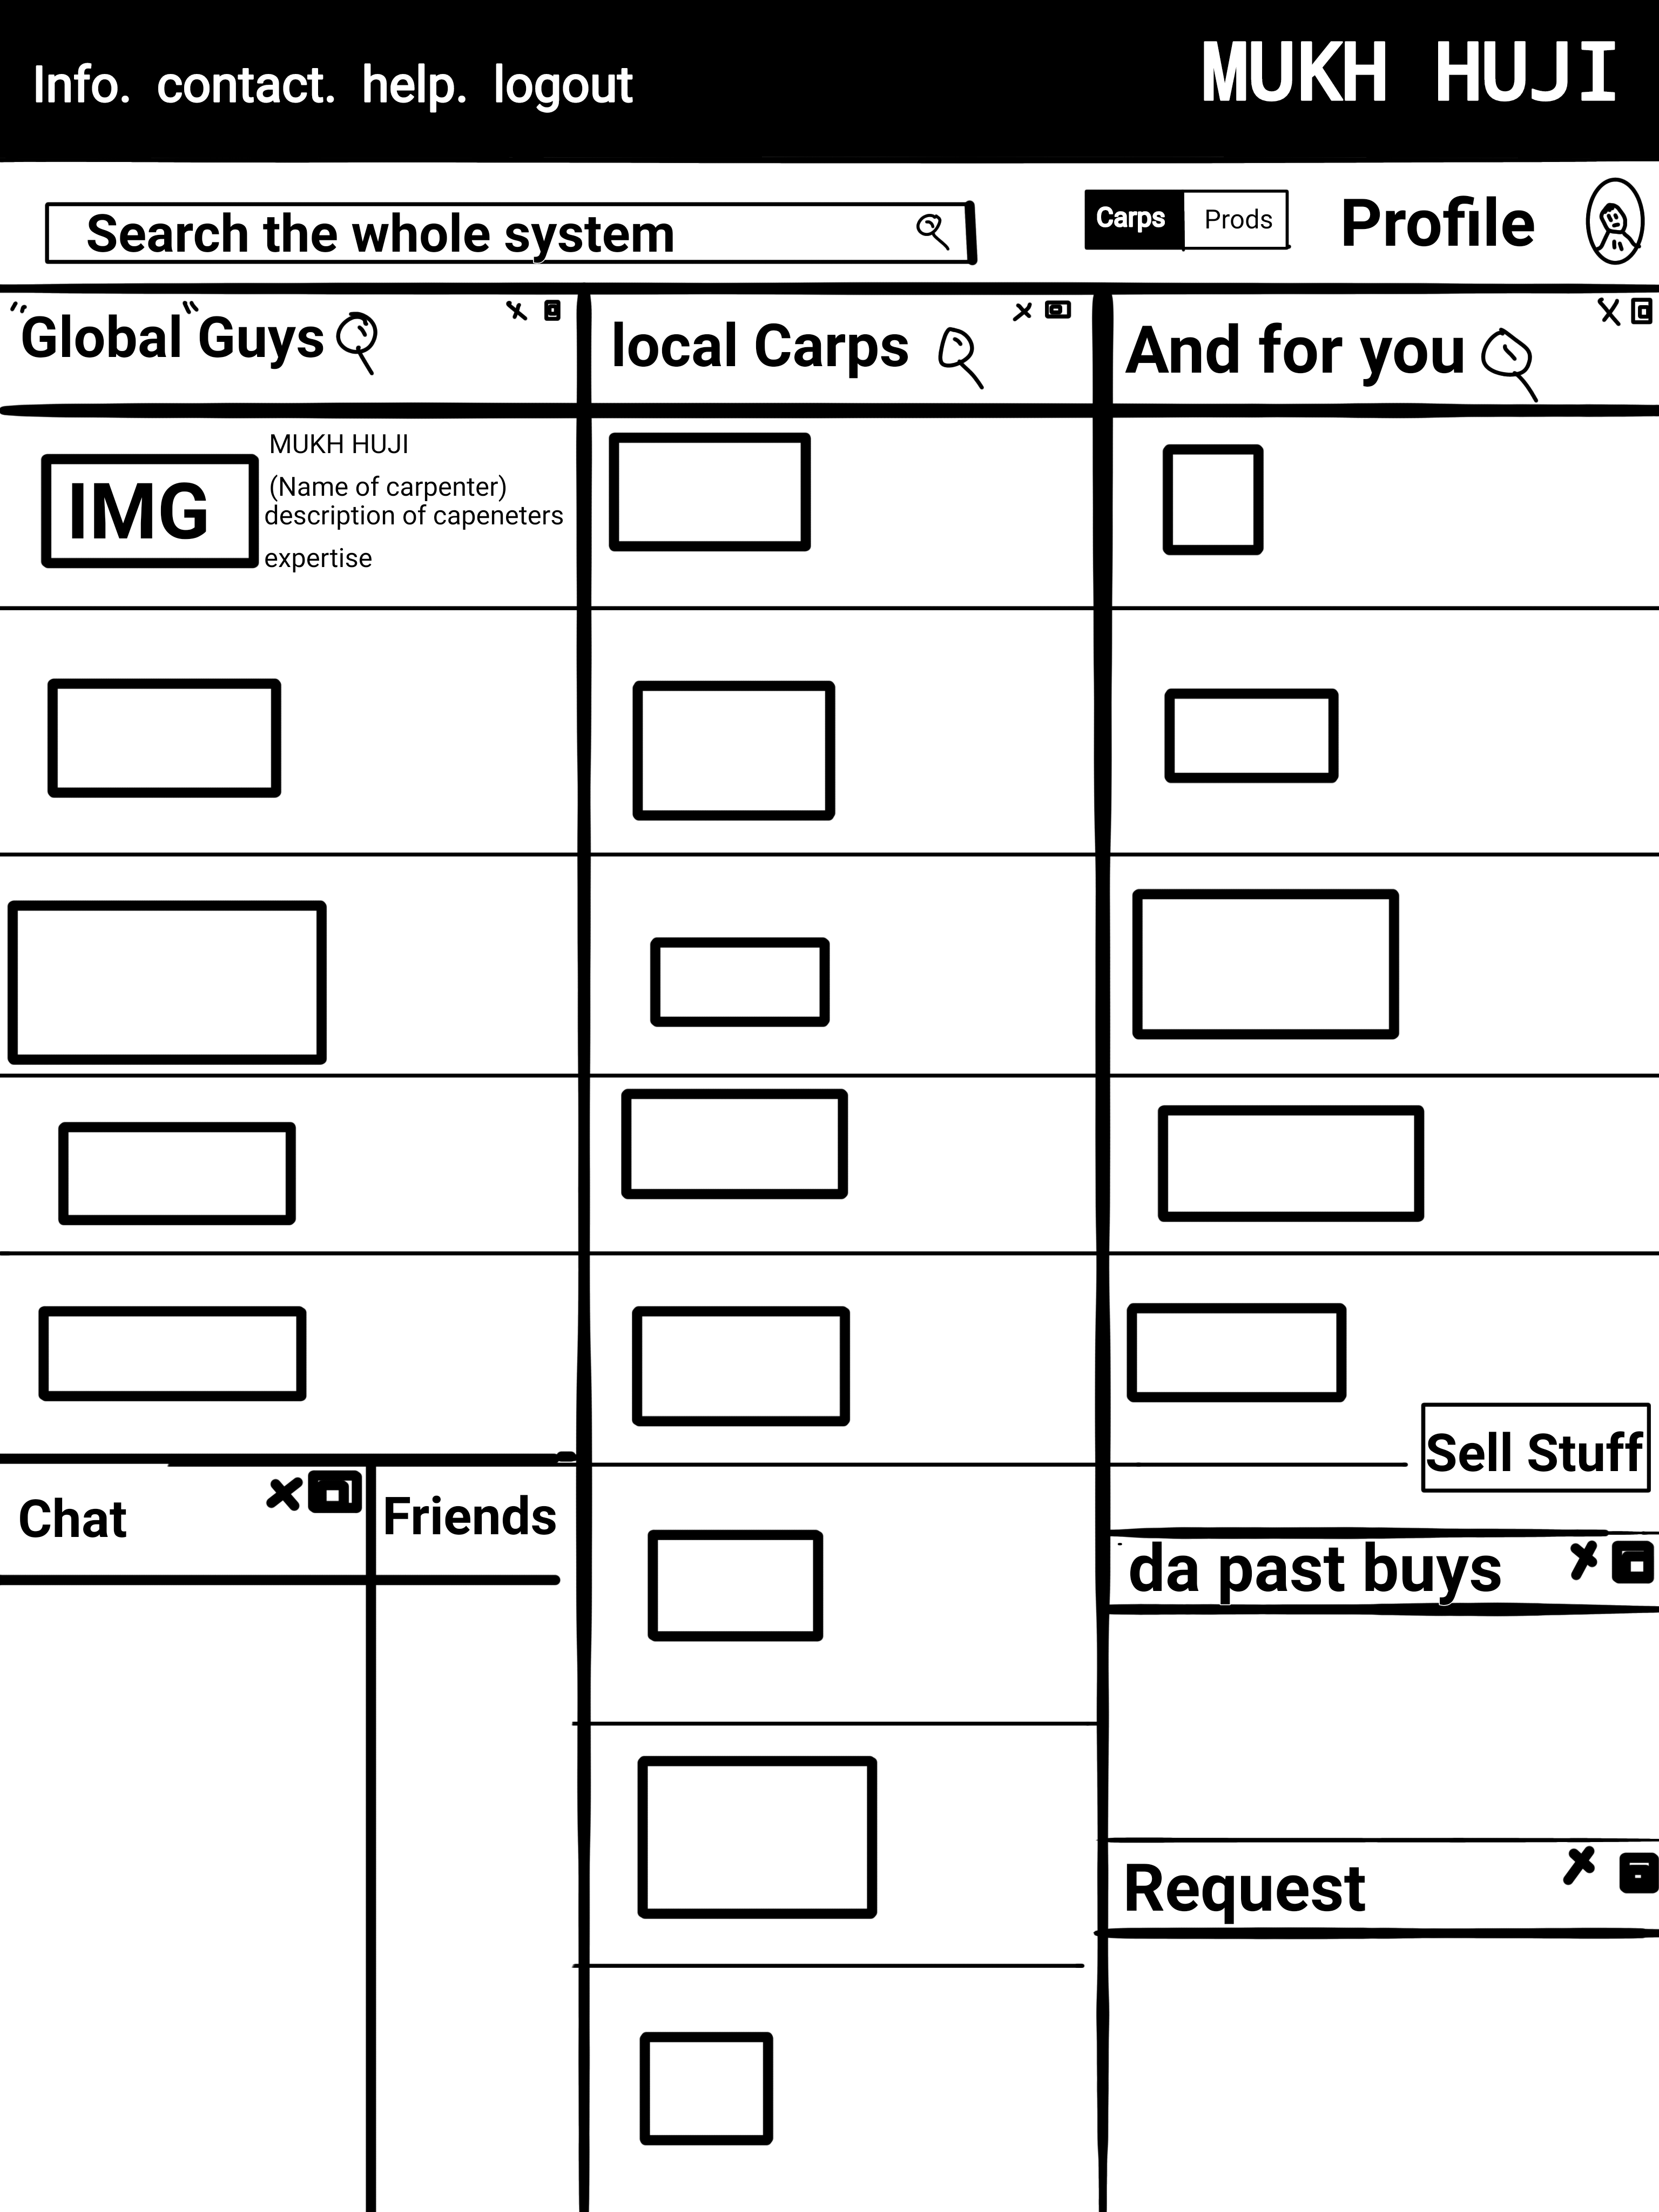 Info. contact. help. logout
MUKH HUJI
Search the whole system
Carps
Prods
Profile
"Global" Guys
local Carps
And for you
IMG
MUKH HUJI
(Name of carpenter)
description of capeneters
expertise
Sell Stuff
Chat
Friends
da past buys
Request